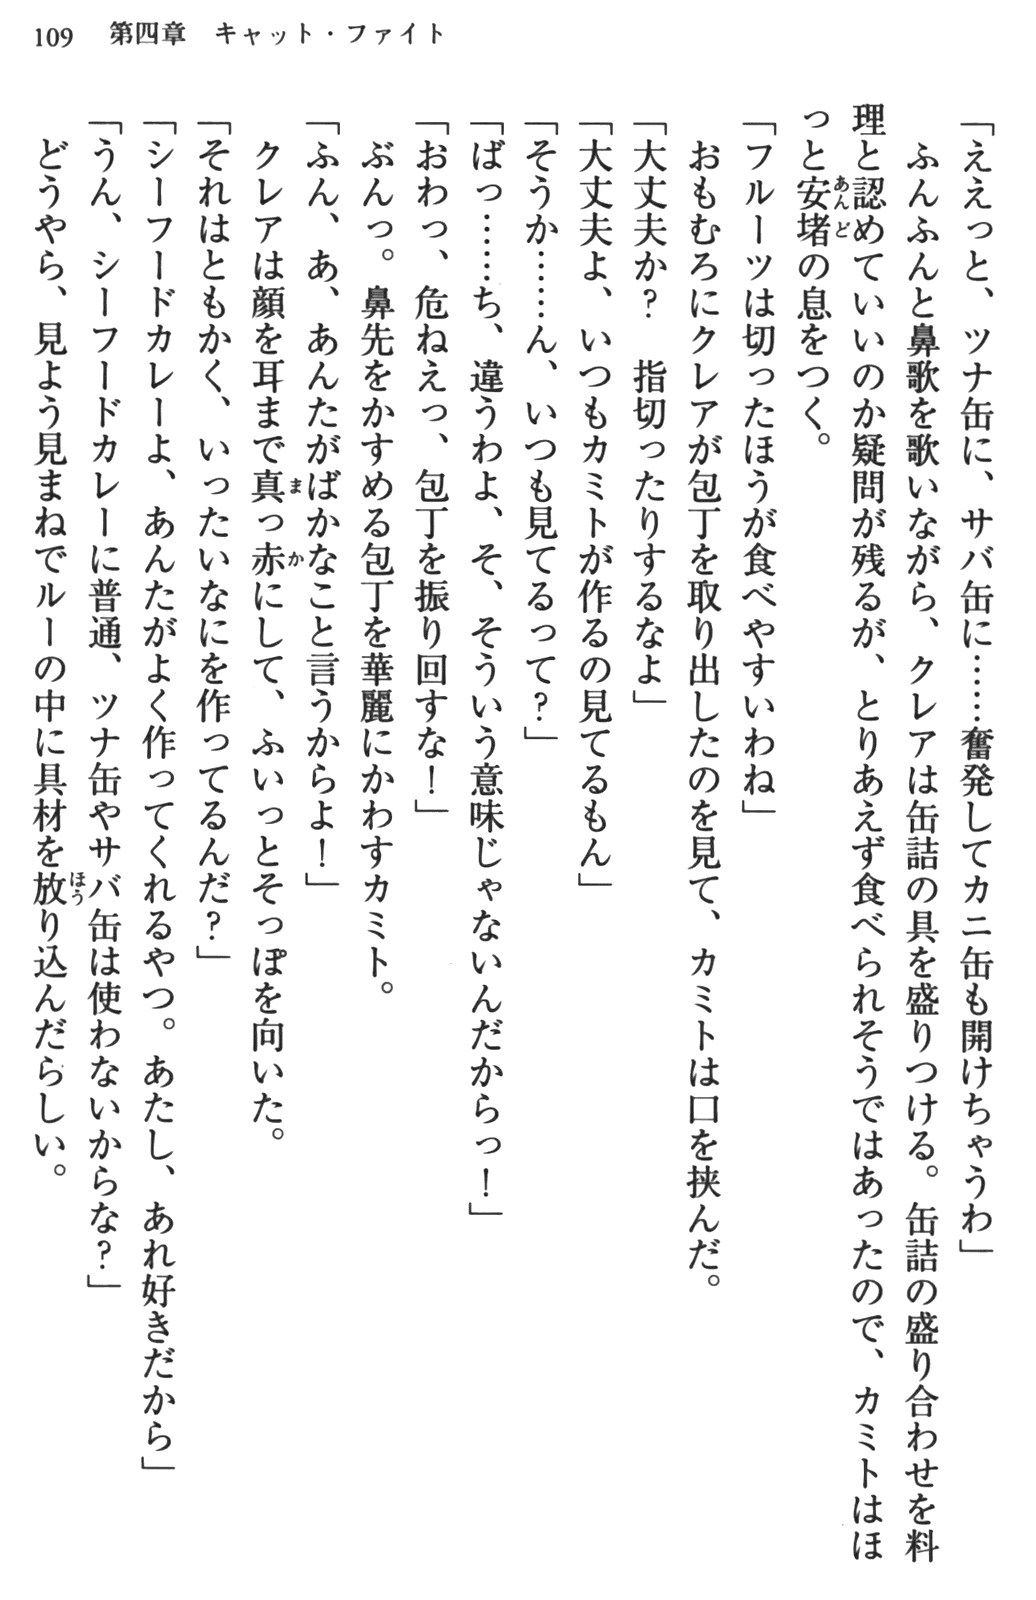 109　第四章　キャット・ファイト
「ええっと、ツナ缶に、サバ缶に……奮発してカニ缶も開けちゃうわ」
　ふんふんと鼻歌を歌いながら、クレアは缶詰の具を盛りつける。缶詰の盛り合わせを料
理と認めていいのか疑問が残るが、とりあえず食べられそうではあったので、カミトはほ
っと安堵の息をつく。
「フルーツは切ったほうが食べやすいわね」
　おもむろにクレアが包丁を取り出したのを見て、カミトは口を挟んだ。
「大丈夫か？　指切ったりするなよ」
「大丈夫よ、いつもカミトが作るの見てるもん」
「そうか……ん、いつも見てるって？」
「ばっ……ち、違うわよ、そ、そういう意味じゃないんだからっ！」
「おわっ、危ねえっ、包丁を振り回すな！」
　ぶんっ。鼻先をかすめる包丁を華麗にかわすカミト。
「ふん、あ、あんたがばかなこと言うからよ！」
　クレアは顔を耳まで真っ赤にして、ふいっとそっぽを向いた。
「それはともかく、いったいなにを作ってるんだ？」
「シーフードカレーよ、あんたがよく作ってくれるやつ。あたし、あれ好きだから」
「うん、シーフードカレーに普通、ツナ缶やサバ缶は使わないからな？」
　どうやら、見よう見まねでルーの中に具材を放り込んだらしい。